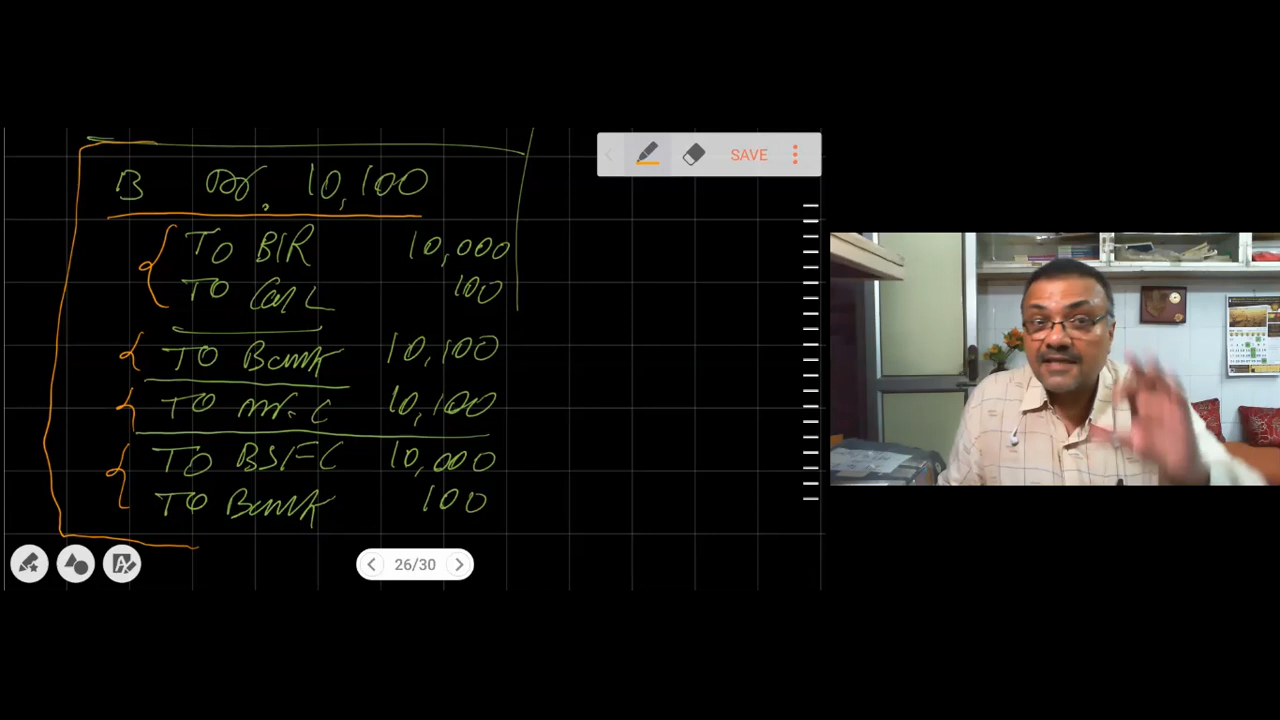 B Dr. 10,100
To B/R 10,000
To Cash 100
To Bank 10,100
To Mr. C 10,100
To BSFC 10,000
To Bank 100
SAVE
26/30